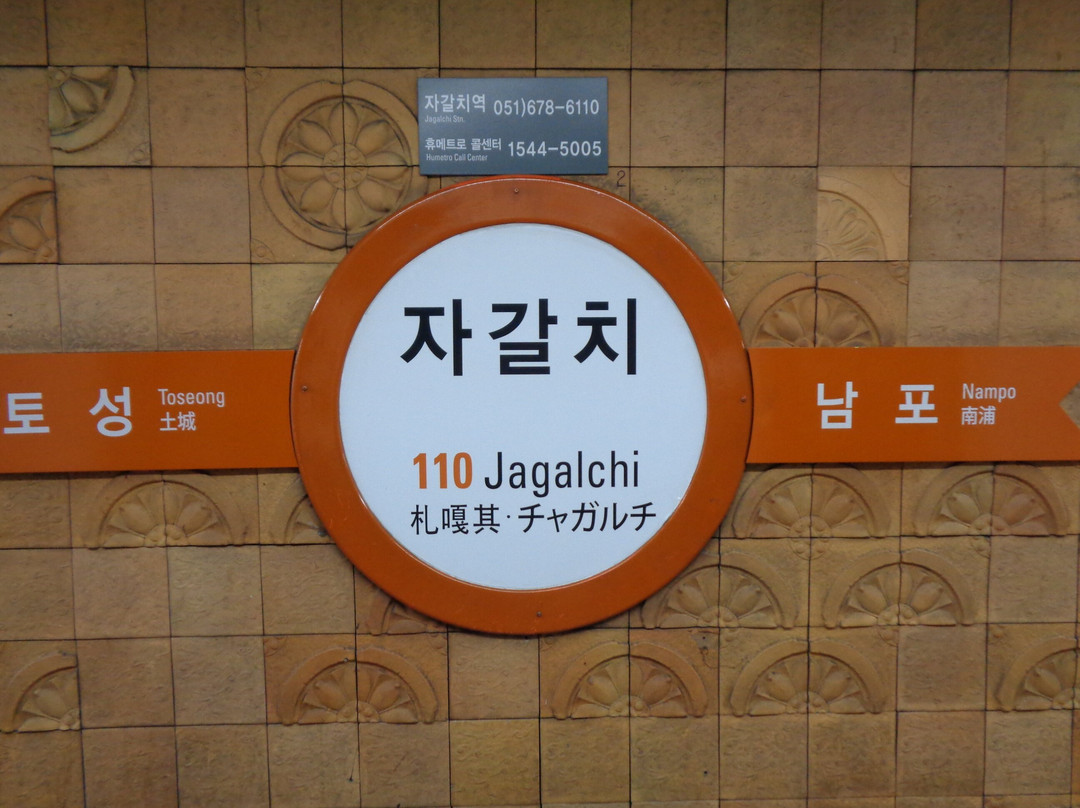 자갈치역 051)678-6110
Jagalchi Stn.
휴메트로 콜센터 1544-5005
Humetro Call Center
2
자갈치
110 Jagalchi
札嘎其·チャガルチ
토성 Toseong
土城
남포 Nampo
南浦